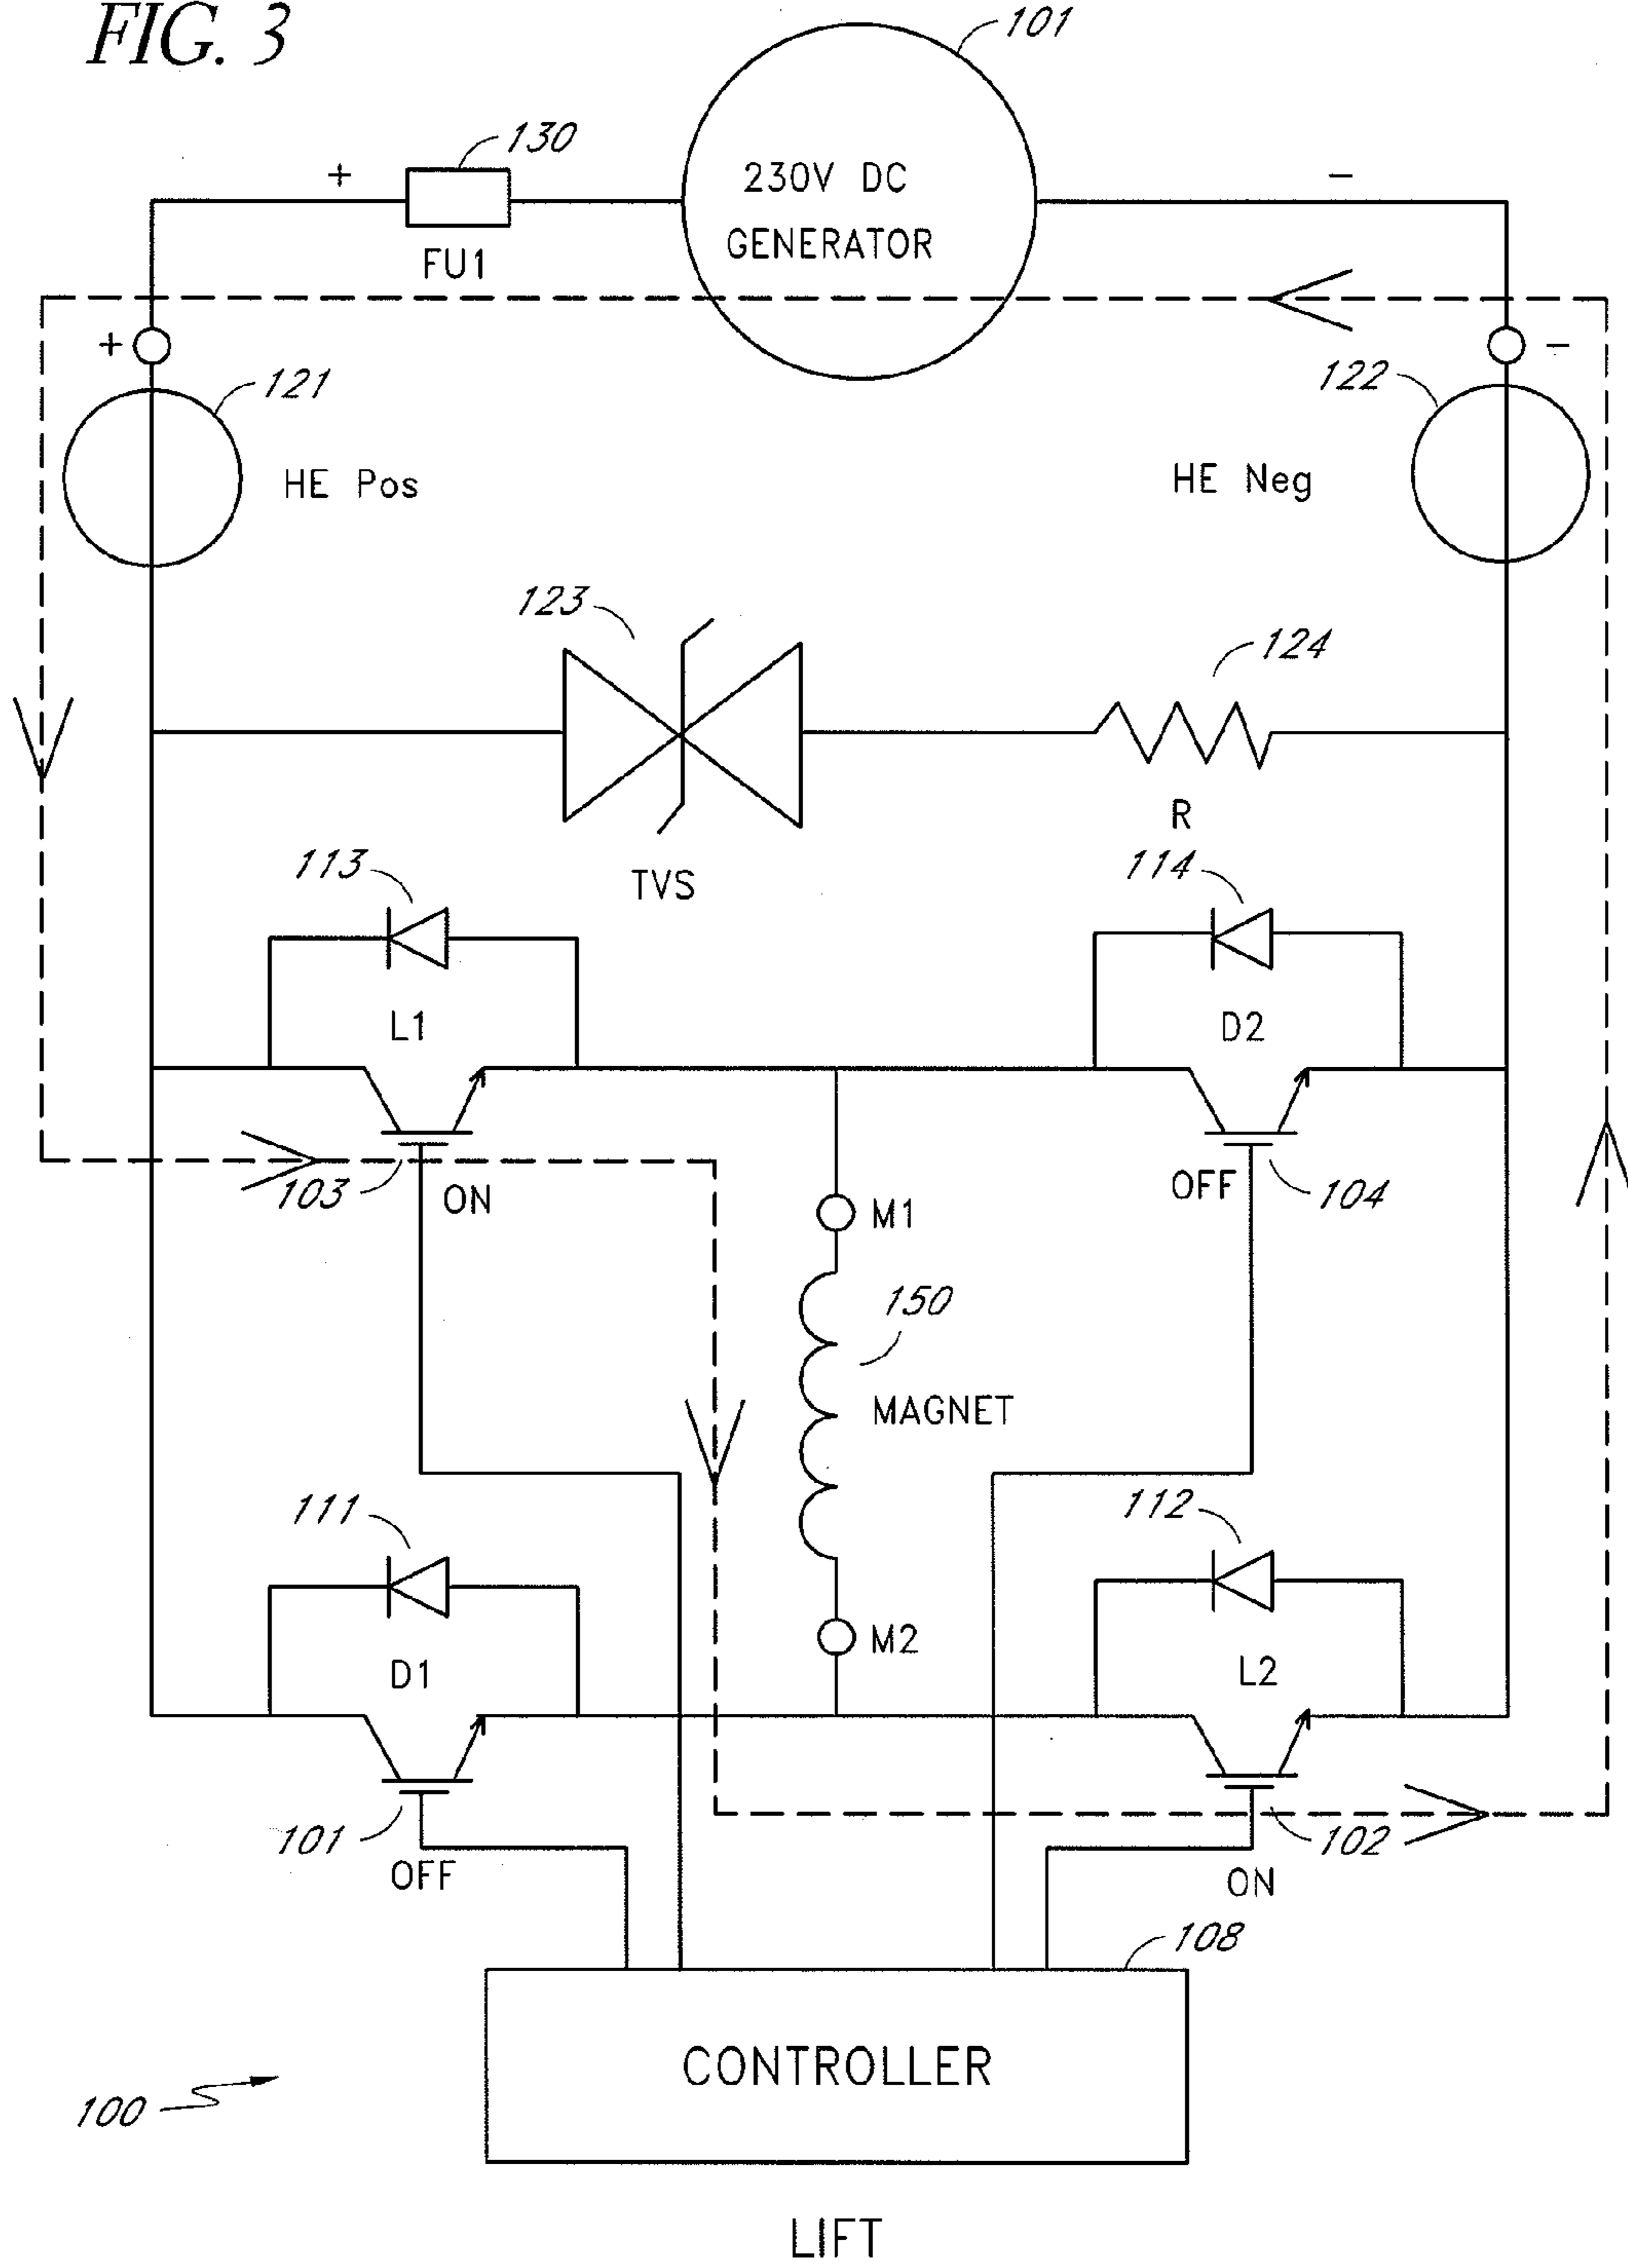 FIG. 3
101
130
+
230V DC
GENERATOR
−
FU1
+
−
121
122
HE Pos
HE Neg
123
124
R
TVS
113
114
L1
D2
103
ON
OFF
104
M1
150
MAGNET
111
112
M2
D1
L2
101
OFF
102
ON
108
CONTROLLER
100
LIFT